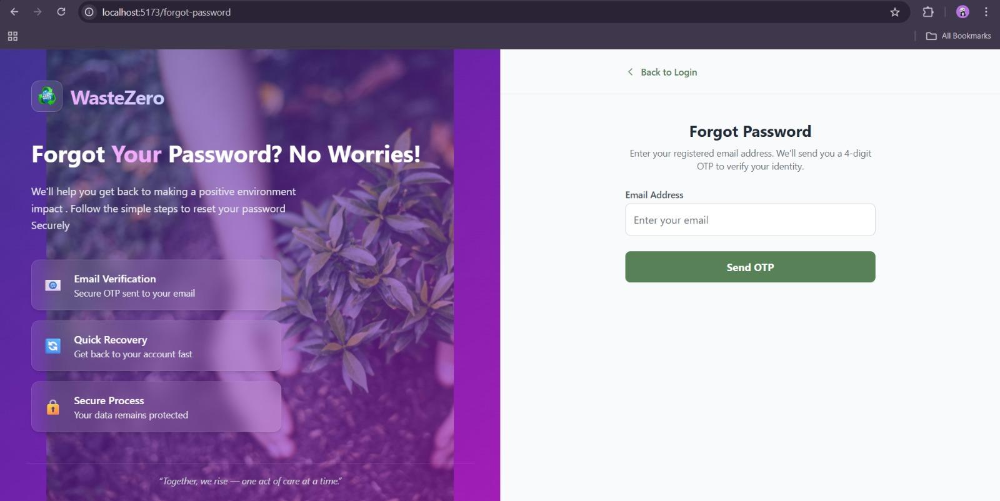 localhost:5173/forgot-password
All Bookmarks
WasteZero
Forgot Your Password? No Worries!
We'll help you get back to making a positive environment
impact . Follow the simple steps to reset your password
Securely
Email Verification
Secure OTP sent to your email
Quick Recovery
Get back to your account fast
Secure Process
Your data remains protected
“Together, we rise — one act of care at a time.”
Back to Login
Forgot Password
Enter your registered email address. We'll send you a 4-digit
OTP to verify your identity.
Email Address
Enter your email
Send OTP